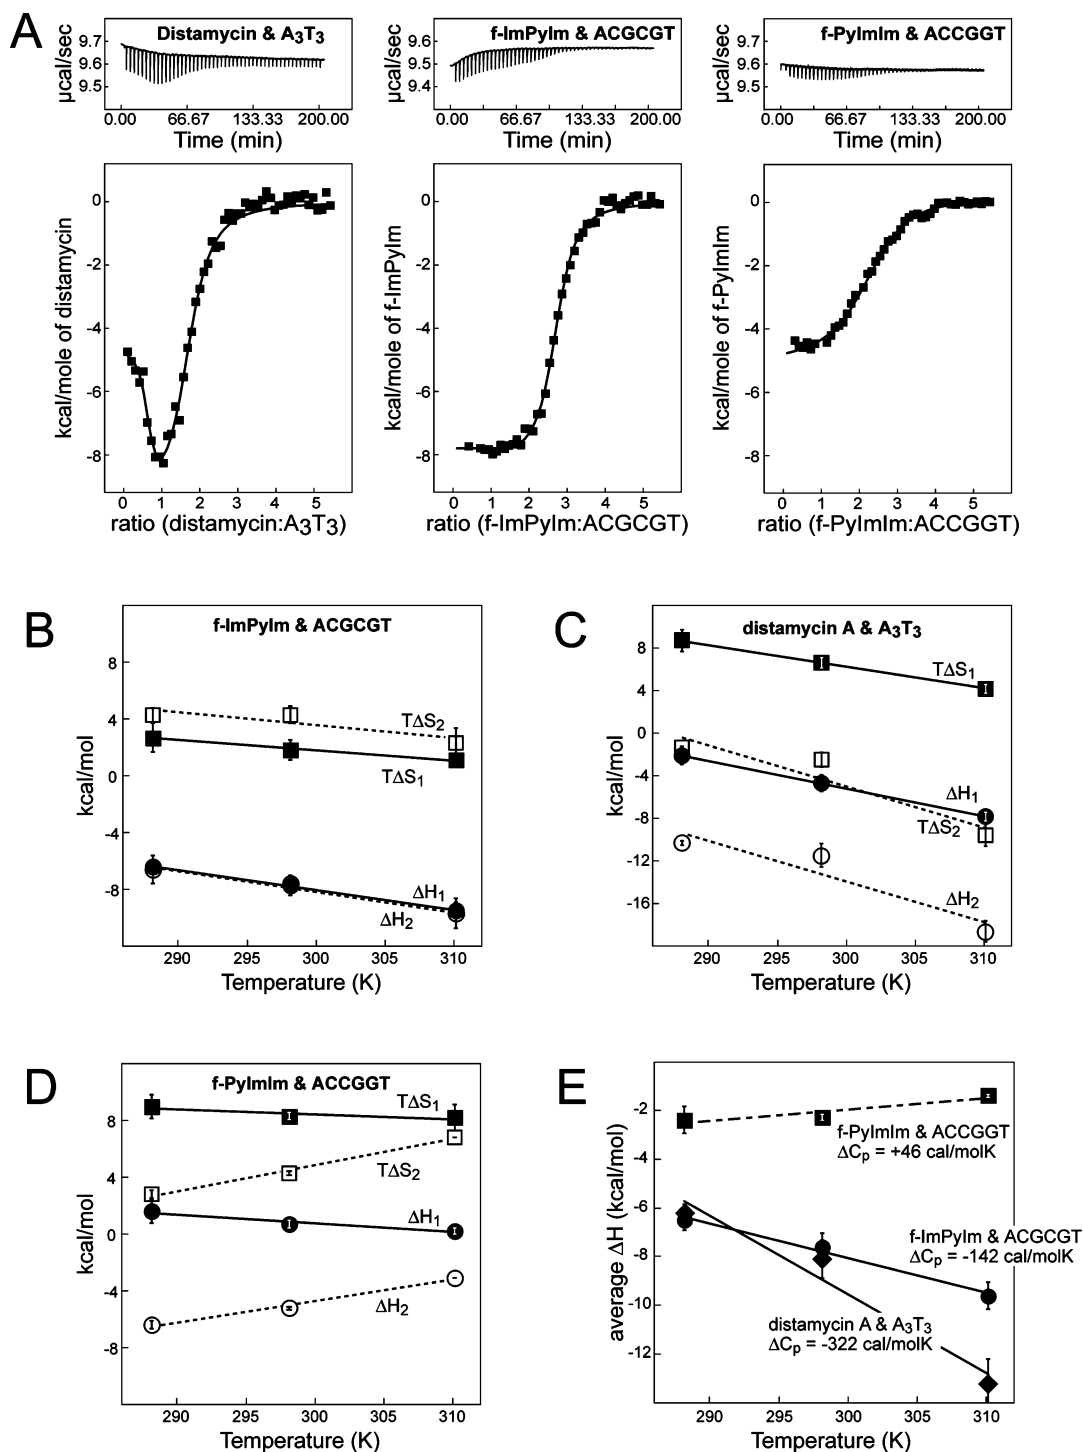 A
Distamycin & A3T3
μcal/sec
9.7
9.6
9.5
0.00 66.67 133.33 200.00
Time (min)
f-ImPyIm & ACGCGT
μcal/sec
9.6
9.5
9.4
0.00 66.67 133.33 200.00
Time (min)
f-PyImIm & ACCGGT
μcal/sec
9.7
9.6
9.5
0.00 66.67 133.33 200.00
Time (min)
kcal/mole of distamycin
0
-2
-4
-6
-8
0 1 2 3 4 5
ratio (distamycin:A3T3)
kcal/mole of f-ImPyIm
0
-2
-4
-6
-8
0 1 2 3 4 5
ratio (f-ImPyIm:ACGCGT)
kcal/mole of f-PyImIm
0
-2
-4
-6
-8
0 1 2 3 4 5
ratio (f-PyImIm:ACCGGT)
B
f-ImPyIm & ACGCGT
kcal/mol
8
4
0
-4
-8
TΔS2
TΔS1
ΔH1
ΔH2
290 295 300 305 310
Temperature (K)
C
distamycin A & A3T3
kcal/mol
8
4
0
-4
-8
-12
-16
TΔS1
ΔH1
TΔS2
ΔH2
290 295 300 305 310
Temperature (K)
D
f-PyImIm & ACCGGT
kcal/mol
8
4
0
-4
-8
TΔS1
TΔS2
ΔH1
ΔH2
290 295 300 305 310
Temperature (K)
E
average ΔH (kcal/mol)
-2
-4
-6
-8
-10
-12
f-PyImIm & ACCGGT
ΔCp = +46 cal/molK
f-ImPyIm & ACGCGT
ΔCp = -142 cal/molK
distamycin A & A3T3
ΔCp = -322 cal/molK
290 295 300 305 310
Temperature (K)